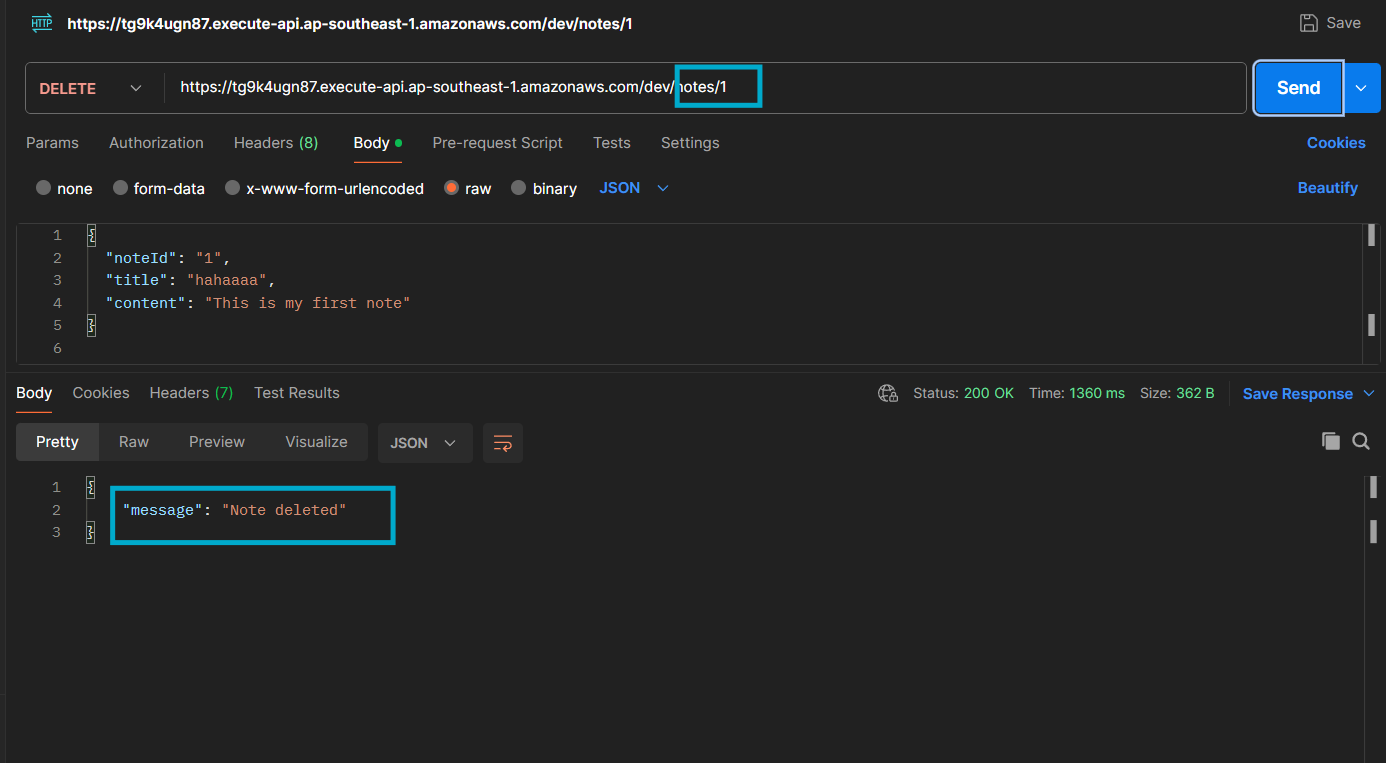 HTTP https://tg9k4ugn87.execute-api.ap-southeast-1.amazonaws.com/dev/notes/1 Save
DELETE https://tg9k4ugn87.execute-api.ap-southeast-1.amazonaws.com/dev/notes/1 Send
Params Authorization Headers (8) Body Pre-request Script Tests Settings Cookies
none form-data x-www-form-urlencoded raw binary JSON Beautify
1 {
2 "noteId": "1",
3 "title": "hahaaaa",
4 "content": "This is my first note"
5 }
6
Body Cookies Headers (7) Test Results Status: 200 OK Time: 1360 ms Size: 362 B Save Response
Pretty Raw Preview Visualize JSON
1 {
2 "message": "Note deleted"
3 }